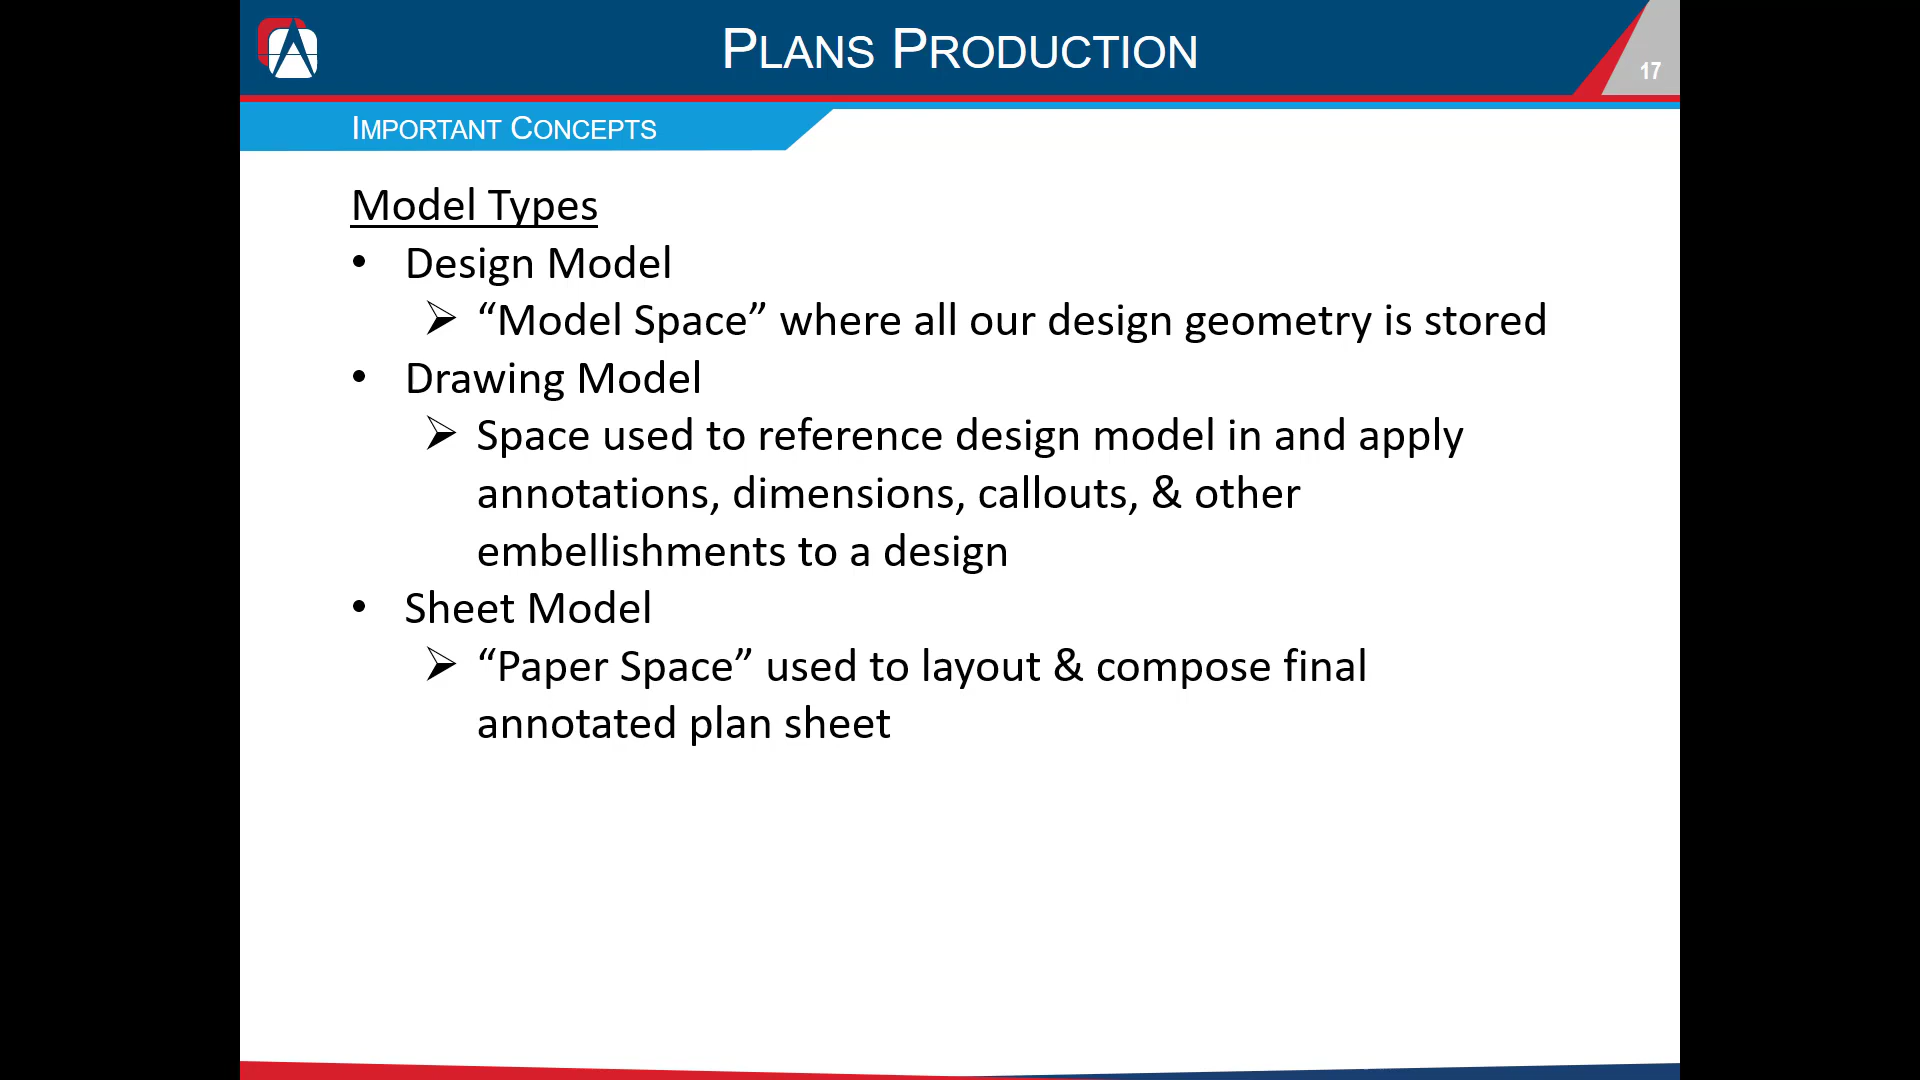 PLANS PRODUCTION
17
IMPORTANT CONCEPTS
Model Types
• Design Model
➢ “Model Space” where all our design geometry is stored
• Drawing Model
➢ Space used to reference design model in and apply
annotations, dimensions, callouts, & other
embellishments to a design
• Sheet Model
➢ “Paper Space” used to layout & compose final
annotated plan sheet